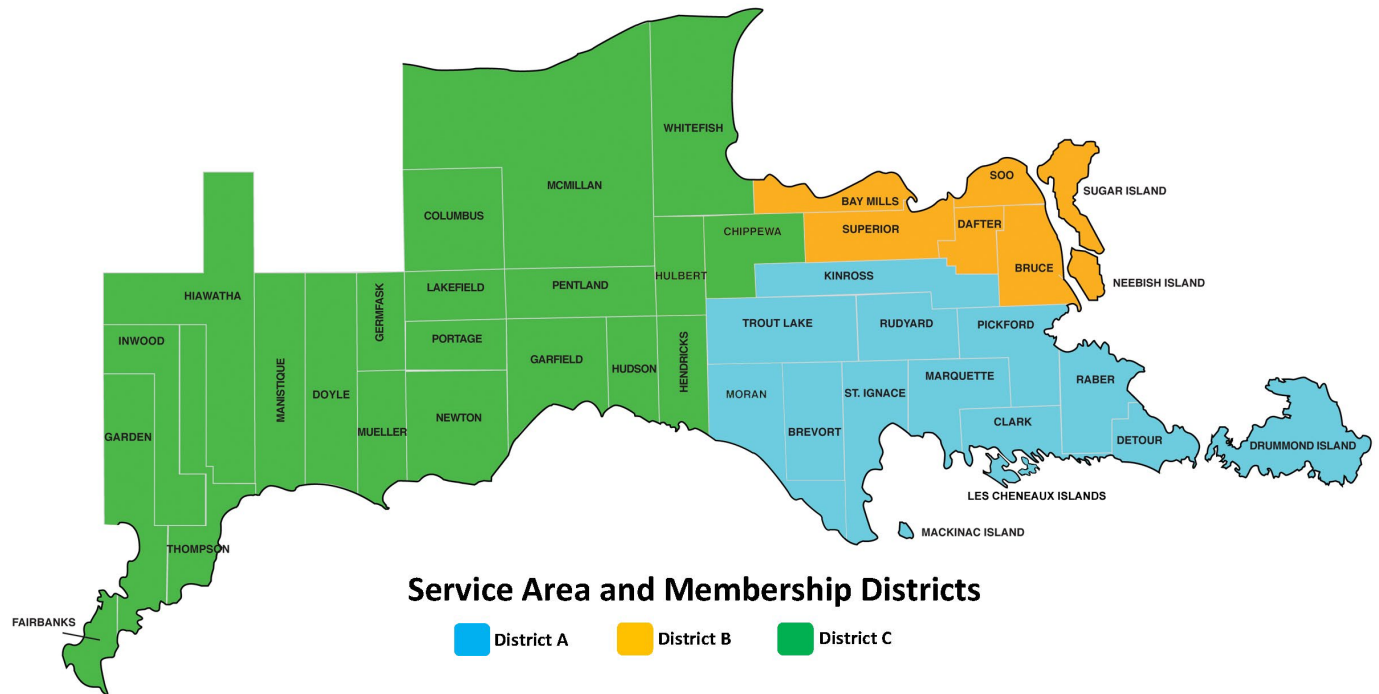 WHITEFISH
SOO
MCMILLAN
SUGAR ISLAND
BAY MILLS
COLUMBUS
DAFTER
SUPERIOR
CHIPPEWA
BRUCE
HULBERT
KINROSS
NEEBISH ISLAND
PENTLAND
LAKEFIELD
HIAWATHA
GERMFASK
TROUT LAKE
RUDYARD
PICKFORD
PORTAGE
INWOOD
GARFIELD
HUDSON
HENDRICKS
MARQUETTE
RABER
MANISTIQUE
DOYLE
MORAN
ST. IGNACE
NEWTON
CLARK
MUELLER
BREVORT
GARDEN
DETOUR
DRUMMOND ISLAND
LES CHENEAUX ISLANDS
MACKINAC ISLAND
THOMPSON
FAIRBANKS
Service Area and Membership Districts
District A
District B
District C